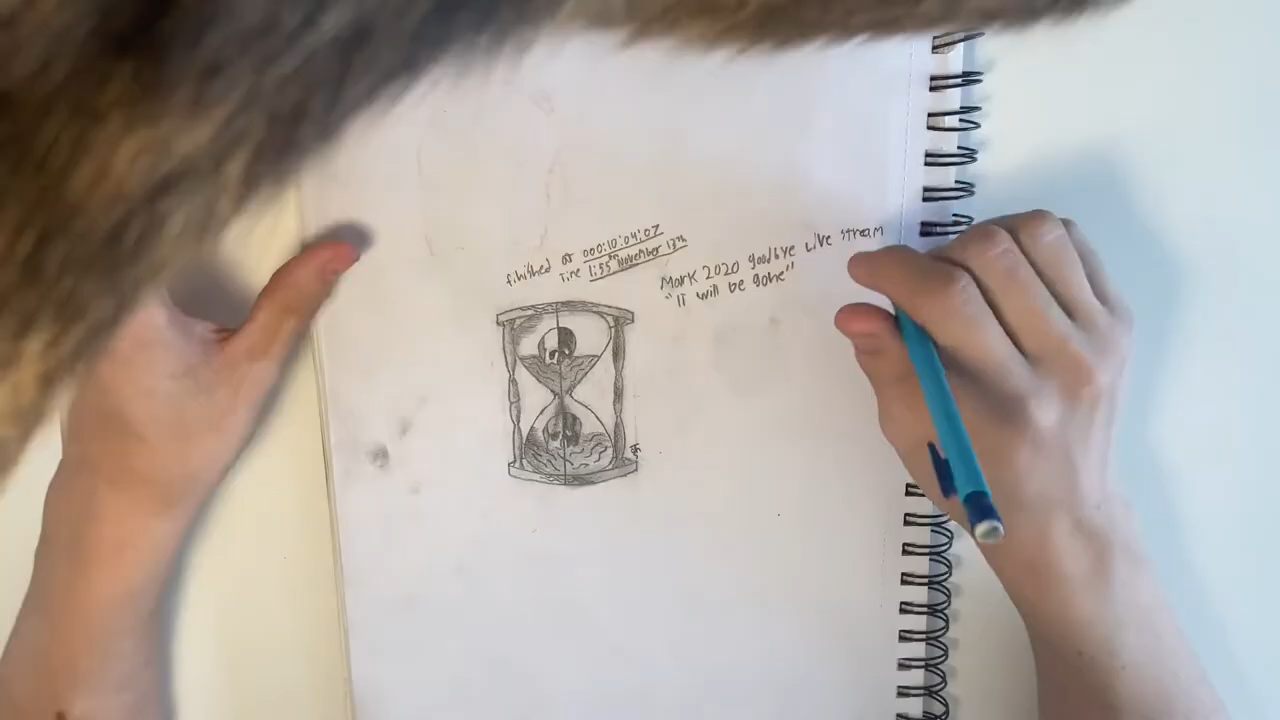 finished at 000:10:04:07
Time 1:55 November 13th
Mark 2020 goodbye live stream
"it will be gone"